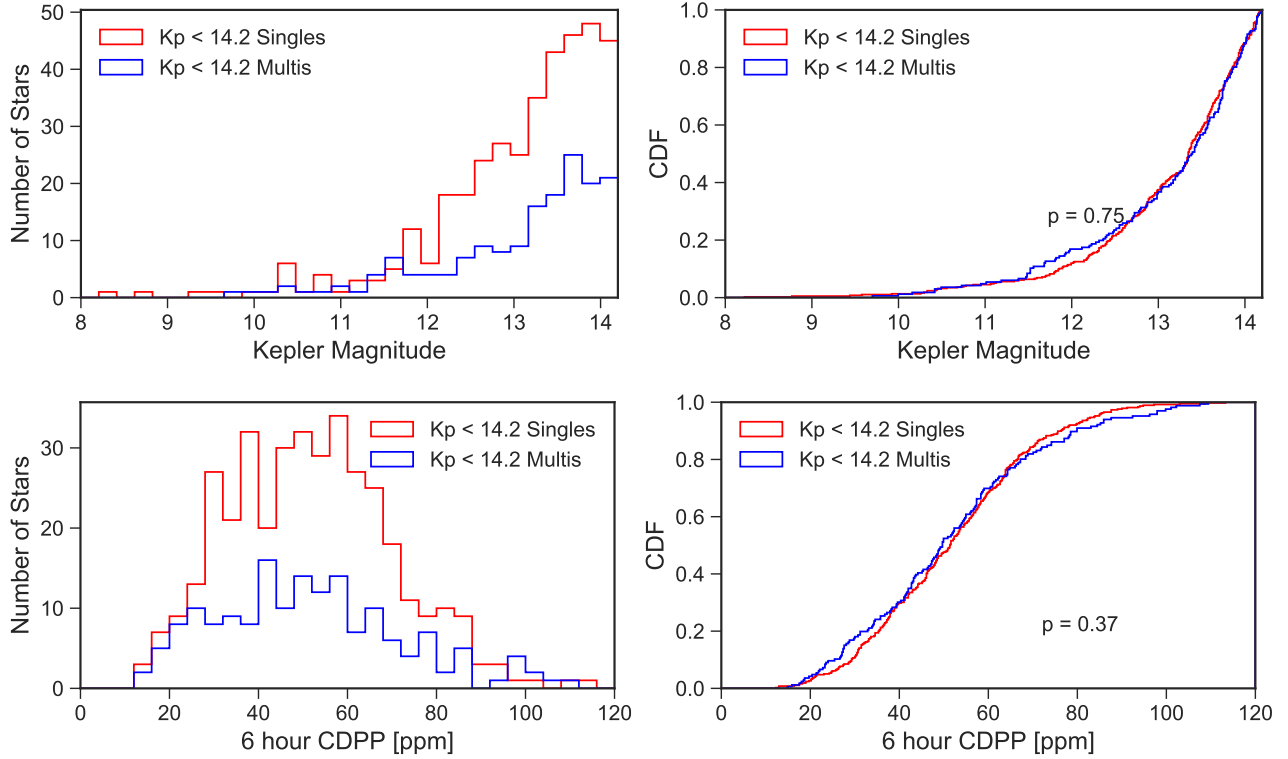 50
40
30
20
10
0
Number of Stars
Kp < 14.2 Singles
Kp < 14.2 Multis
8 9 10 11 12 13 14
Kepler Magnitude
1.0
0.8
0.6
0.4
0.2
0.0
CDF
Kp < 14.2 Singles
Kp < 14.2 Multis
p = 0.75
8 9 10 11 12 13 14
Kepler Magnitude
30
20
10
0
Number of Stars
Kp < 14.2 Singles
Kp < 14.2 Multis
0 20 40 60 80 100 120
6 hour CDPP [ppm]
1.0
0.8
0.6
0.4
0.2
0.0
CDF
Kp < 14.2 Singles
Kp < 14.2 Multis
p = 0.37
0 20 40 60 80 100 120
6 hour CDPP [ppm]